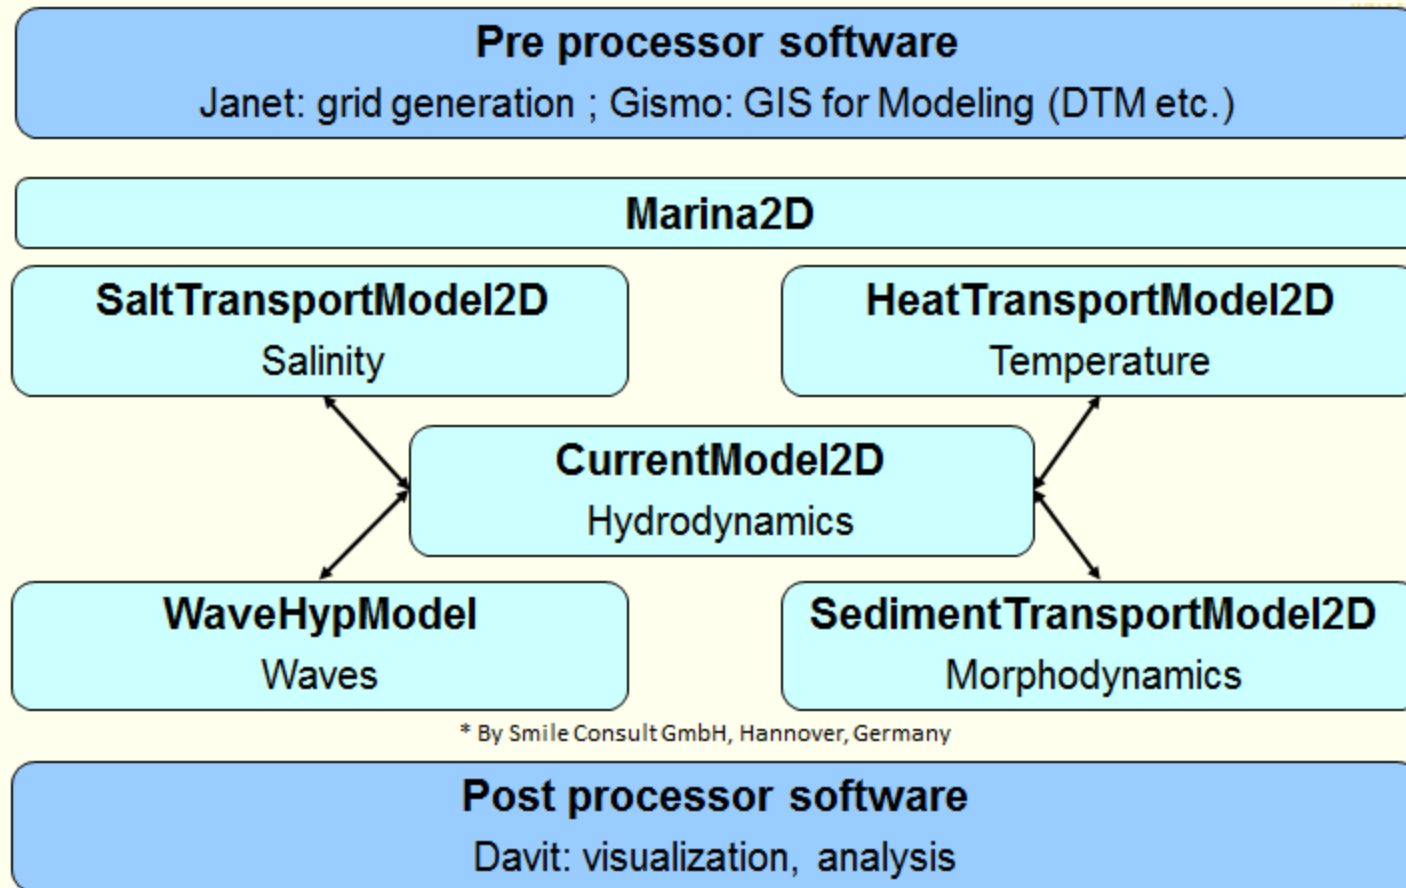 Pre processor software
Janet: grid generation ; Gismo: GIS for Modeling (DTM etc.)
Marina2D
SaltTransportModel2D
Salinity
HeatTransportModel2D
Temperature
CurrentModel2D
Hydrodynamics
WaveHypModel
Waves
SedimentTransportModel2D
Morphodynamics
* By Smile Consult GmbH, Hannover, Germany
Post processor software
Davit: visualization, analysis